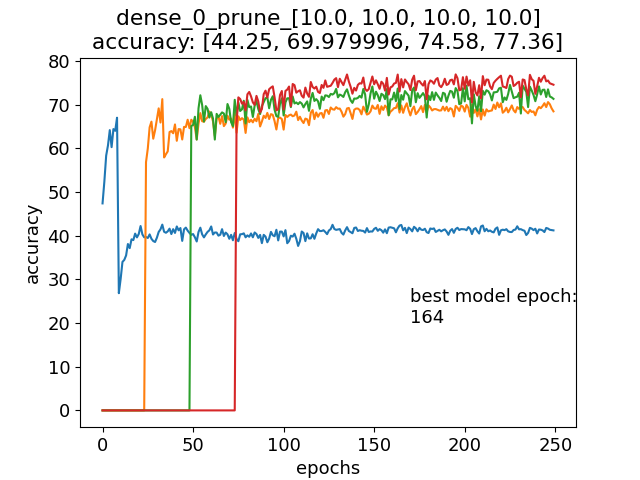 dense_0_prune_[10.0, 10.0, 10.0, 10.0]
accuracy: [44.25, 69.979996, 74.58, 77.36]
80
70
60
50
40
30
20
10
0
accuracy
best model epoch:
164
0 50 100 150 200 250
epochs